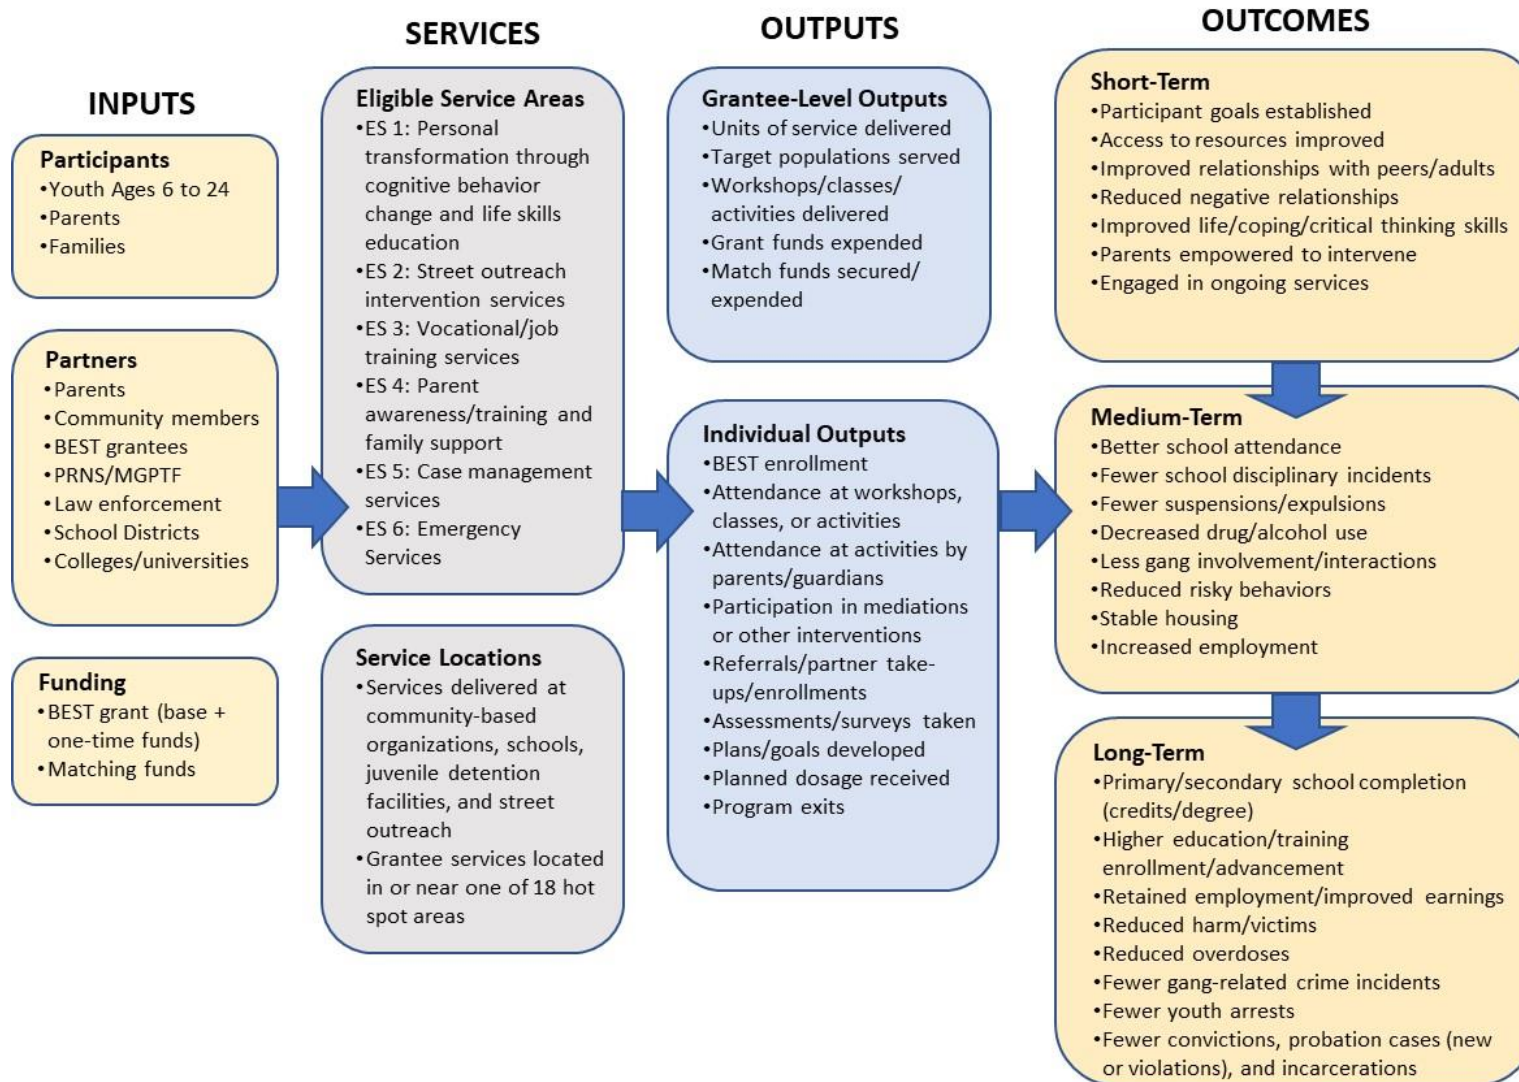 INPUTS
Participants
•Youth Ages 6 to 24
•Parents
•Families
Partners
•Parents
•Community members
•BEST grantees
•PRNS/MGPTF
•Law enforcement
•School Districts
•Colleges/universities
Funding
•BEST grant (base +
one-time funds)
•Matching funds
SERVICES
Eligible Service Areas
•ES 1: Personal
transformation through
cognitive behavior
change and life skills
education
•ES 2: Street outreach
intervention services
•ES 3: Vocational/job
training services
•ES 4: Parent
awareness/training and
family support
•ES 5: Case management
services
•ES 6: Emergency
Services
Service Locations
•Services delivered at
community-based
organizations, schools,
juvenile detention
facilities, and street
outreach
•Grantee services located
in or near one of 18 hot
spot areas
OUTPUTS
Grantee-Level Outputs
•Units of service delivered
•Target populations served
•Workshops/classes/
activities delivered
•Grant funds expended
•Match funds secured/
expended
Individual Outputs
•BEST enrollment
•Attendance at workshops,
classes, or activities
•Attendance at activities by
parents/guardians
•Participation in mediations
or other interventions
•Referrals/partner take-
ups/enrollments
•Assessments/surveys taken
•Plans/goals developed
•Planned dosage received
•Program exits
OUTCOMES
Short-Term
•Participant goals established
•Access to resources improved
•Improved relationships with peers/adults
•Reduced negative relationships
•Improved life/coping/critical thinking skills
•Parents empowered to intervene
•Engaged in ongoing services
Medium-Term
•Better school attendance
•Fewer school disciplinary incidents
•Fewer suspensions/expulsions
•Decreased drug/alcohol use
•Less gang involvement/interactions
•Reduced risky behaviors
•Stable housing
•Increased employment
Long-Term
•Primary/secondary school completion
(credits/degree)
•Higher education/training
enrollment/advancement
•Retained employment/improved earnings
•Reduced harm/victims
•Reduced overdoses
•Fewer gang-related crime incidents
•Fewer youth arrests
•Fewer convictions, probation cases (new
or violations), and incarcerations